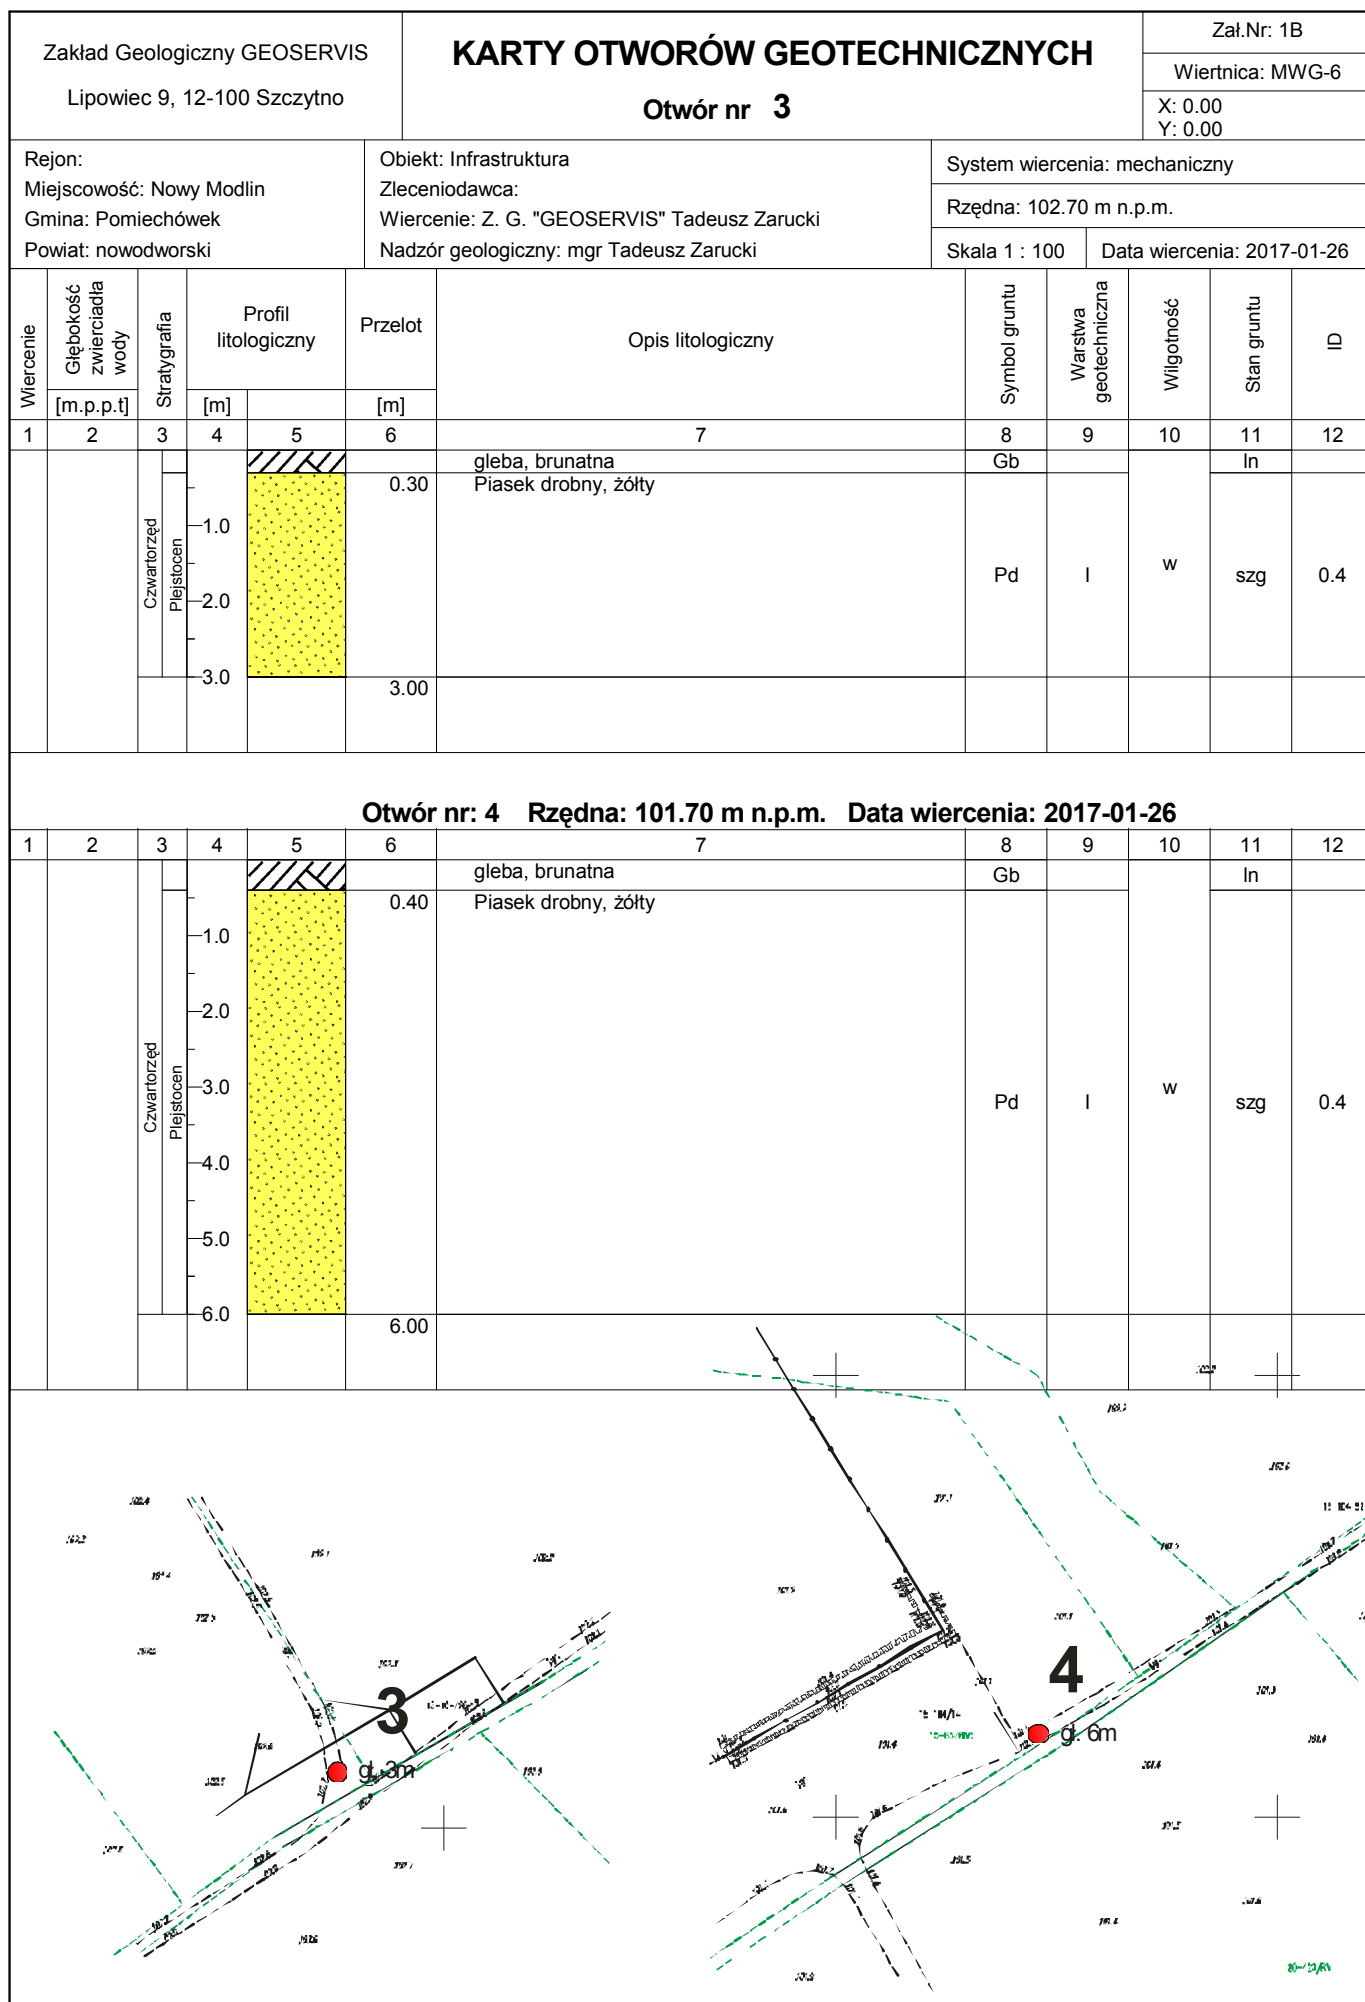 Zakład Geologiczny GEOSERVIS
Lipowiec 9, 12-100 Szczytno
KARTY OTWORÓW GEOTECHNICZNYCH
Otwór nr 3
Zał.Nr: 1B
Wiertnica: MWG-6
X: 0.00
Y: 0.00
Rejon:
Miejscowość: Nowy Modlin
Gmina: Pomiechówek
Powiat: nowodworski
Obiekt: Infrastruktura
Zleceniodawca:
Wiercenie: Z. G. "GEOSERVIS" Tadeusz Zarucki
Nadzór geologiczny: mgr Tadeusz Zarucki
System wiercenia: mechaniczny
Rzędna: 102.70 m n.p.m.
Skala 1 : 100
Data wiercenia: 2017-01-26
Wiercenie
Głębokość zwierciadła wody
[m.p.p.t]
Stratygrafia
Profil litologiczny
[m]
Przelot
[m]
Opis litologiczny
Symbol gruntu
Warstwa geotechniczna
Wilgotność
Stan gruntu
ID
1 2 3 4 5 6 7 8 9 10 11 12
gleba, brunatna Gb ln
0.30 Piasek drobny, żółty
Czwartorzęd
Plejstocen
1.0
2.0
3.0
Pd I w szg 0.4
3.00
Otwór nr: 4 Rzędna: 101.70 m n.p.m. Data wiercenia: 2017-01-26
1 2 3 4 5 6 7 8 9 10 11 12
gleba, brunatna Gb ln
0.40 Piasek drobny, żółty
Czwartorzęd
Plejstocen
1.0
2.0
3.0
4.0
5.0
6.0
Pd I w szg 0.4
6.00
3
gł. 3m
4
gł. 6m